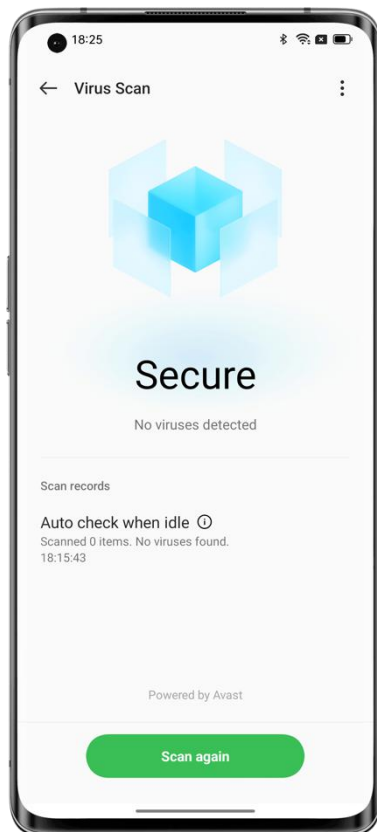 18:25
Virus Scan
Secure
No viruses detected
Scan records
Auto check when idle
Scanned 0 items. No viruses found.
18:15:43
Powered by Avast
Scan again